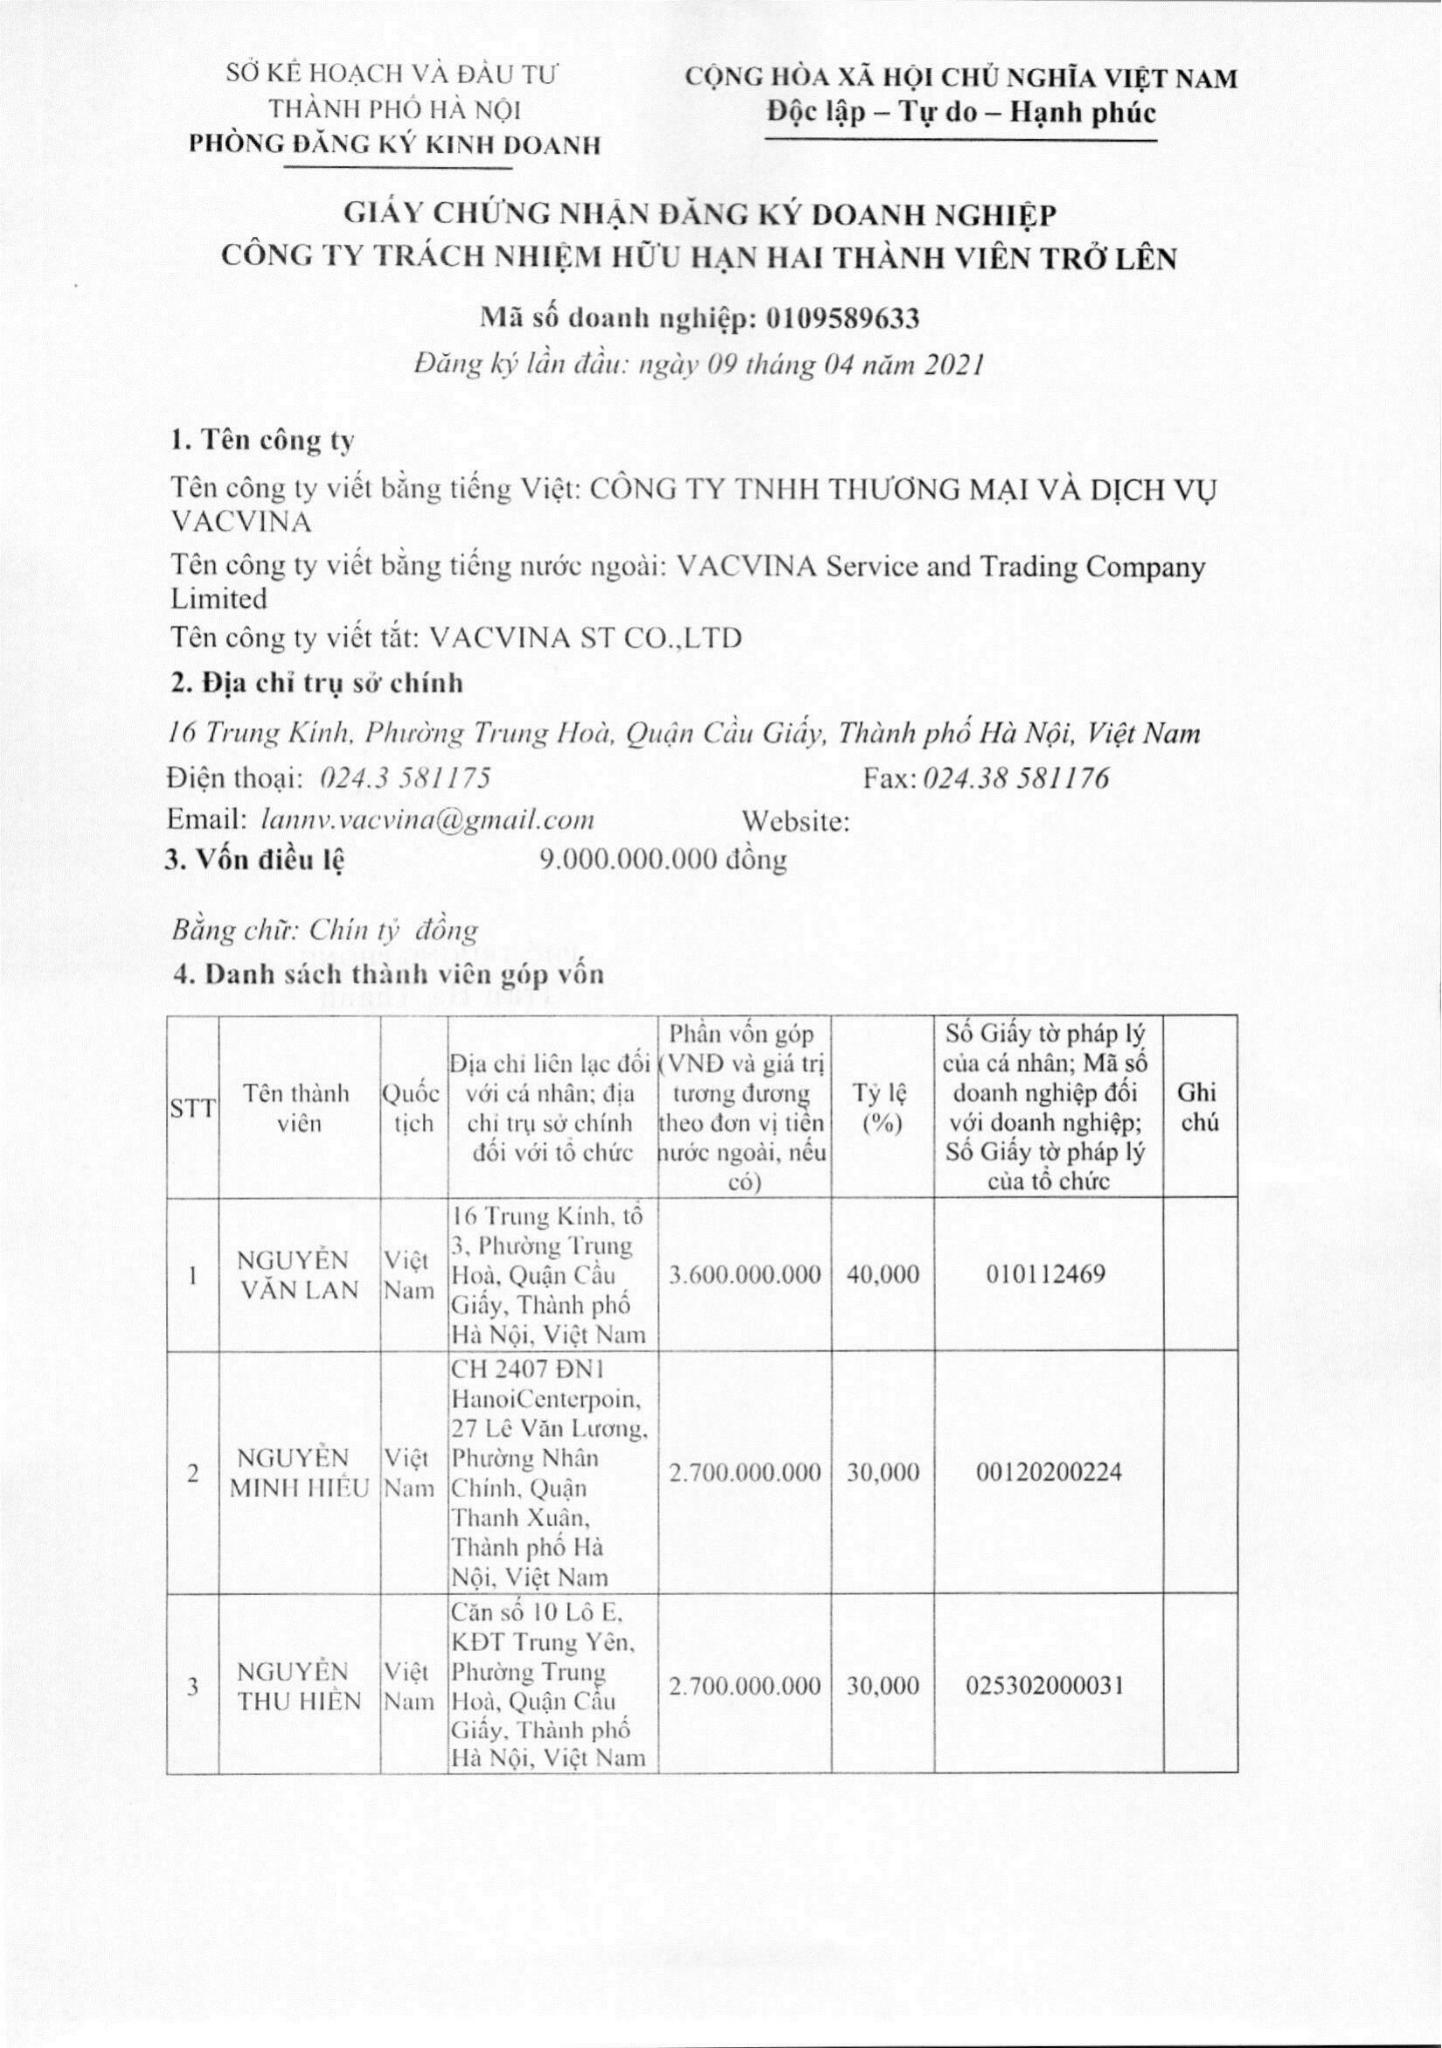 SỞ KẾ HOẠCH VÀ ĐẦU TƯ
THÀNH PHỐ HÀ NỘI
PHÒNG ĐĂNG KÝ KINH DOANH
CỘNG HÒA XÃ HỘI CHỦ NGHĨA VIỆT NAM
Độc lập – Tự do – Hạnh phúc
GIẤY CHỨNG NHẬN ĐĂNG KÝ DOANH NGHIỆP
CÔNG TY TRÁCH NHIỆM HỮU HẠN HAI THÀNH VIÊN TRỞ LÊN
Mã số doanh nghiệp: 0109589633
Đăng ký lần đầu: ngày 09 tháng 04 năm 2021
1. Tên công ty
Tên công ty viết bằng tiếng Việt: CÔNG TY TNHH THƯƠNG MẠI VÀ DỊCH VỤ
VACVINA
Tên công ty viết bằng tiếng nước ngoài: VACVINA Service and Trading Company
Limited
Tên công ty viết tắt: VACVINA ST CO.,LTD
2. Địa chỉ trụ sở chính
16 Trung Kính, Phường Trung Hoà, Quận Cầu Giấy, Thành phố Hà Nội, Việt Nam
Điện thoại: 024.3 581175 Fax: 024.38 581176
Email: lannv.vacvina@gmail.com Website:
3. Vốn điều lệ 9.000.000.000 đồng
Bằng chữ: Chín tỷ đồng
4. Danh sách thành viên góp vốn
STT
Tên thành
viên
Quốc
tịch
Địa chỉ liên lạc đối
với cá nhân; địa
chỉ trụ sở chính
đối với tổ chức
Phần vốn góp
(VNĐ và giá trị
tương đương
theo đơn vị tiền
nước ngoài, nếu
có)
Tỷ lệ
(%)
Số Giấy tờ pháp lý
của cá nhân; Mã số
doanh nghiệp đối
với doanh nghiệp;
Số Giấy tờ pháp lý
của tổ chức
Ghi
chú
1
NGUYỄN
VĂN LAN
Việt
Nam
16 Trung Kính, tổ
3, Phường Trung
Hoà, Quận Cầu
Giấy, Thành phố
Hà Nội, Việt Nam
3.600.000.000
40,000
010112469
2
NGUYỄN
MINH HIẾU
Việt
Nam
CH 2407 ĐN1
HanoiCenterpoin,
27 Lê Văn Lương,
Phường Nhân
Chính, Quận
Thanh Xuân,
Thành phố Hà
Nội, Việt Nam
2.700.000.000
30,000
00120200224
3
NGUYỄN
THU HIỀN
Việt
Nam
Căn số 10 Lô E,
KĐT Trung Yên,
Phường Trung
Hoà, Quận Cầu
Giấy, Thành phố
Hà Nội, Việt Nam
2.700.000.000
30,000
025302000031